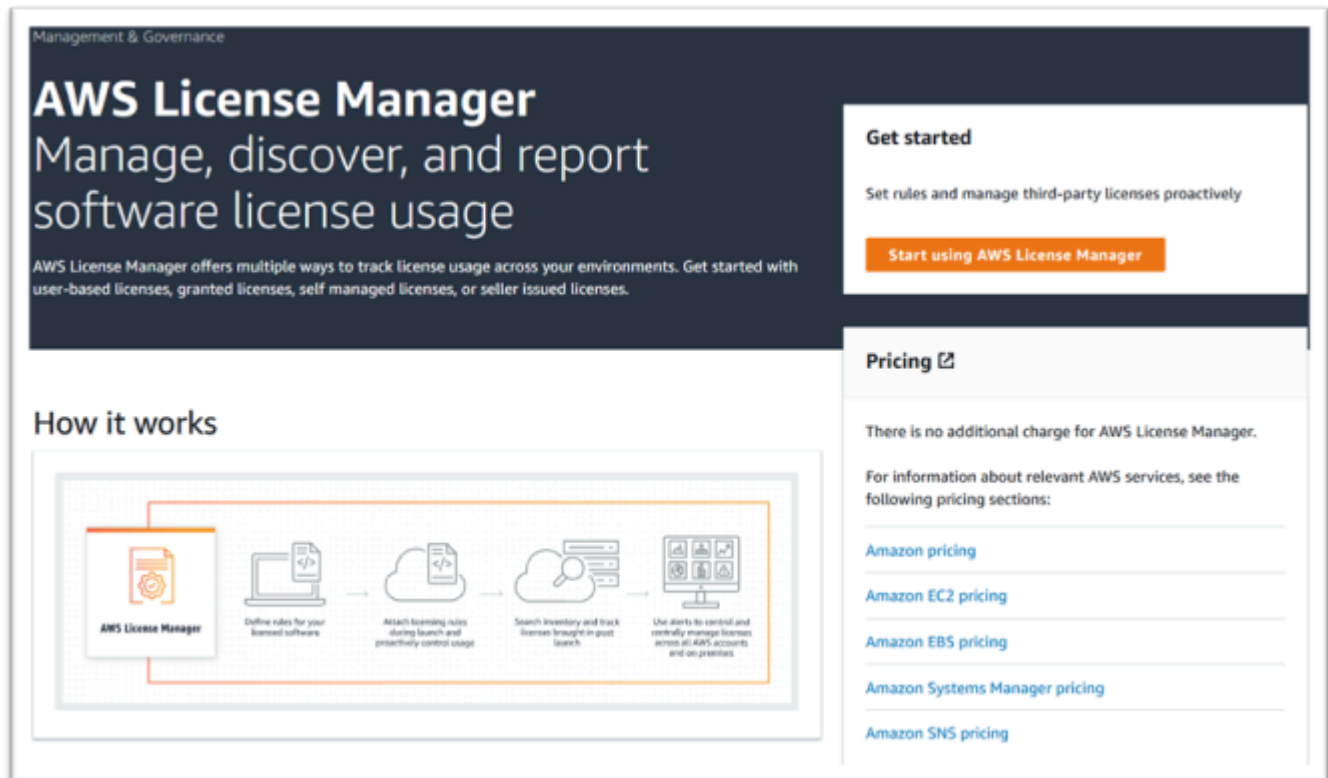 Management & Governance
AWS License Manager
Manage, discover, and report
software license usage
AWS License Manager offers multiple ways to track license usage across your environments. Get started with
user-based licenses, granted licenses, self managed licenses, or seller issued licenses.
Get started
Set rules and manage third-party licenses proactively
Start using AWS License Manager
Pricing
There is no additional charge for AWS License Manager.
For information about relevant AWS services, see the
following pricing sections:
Amazon pricing
Amazon EC2 pricing
Amazon EBS pricing
Amazon Systems Manager pricing
Amazon SNS pricing
How it works
AWS License Manager
Define rules for your
licensed software
Attach licensing rules
during launch and
proactively control usage
Search inventory and track
licenses brought in post
launch
Use alerts to control and
centrally manage licenses
across all AWS accounts
and on premises